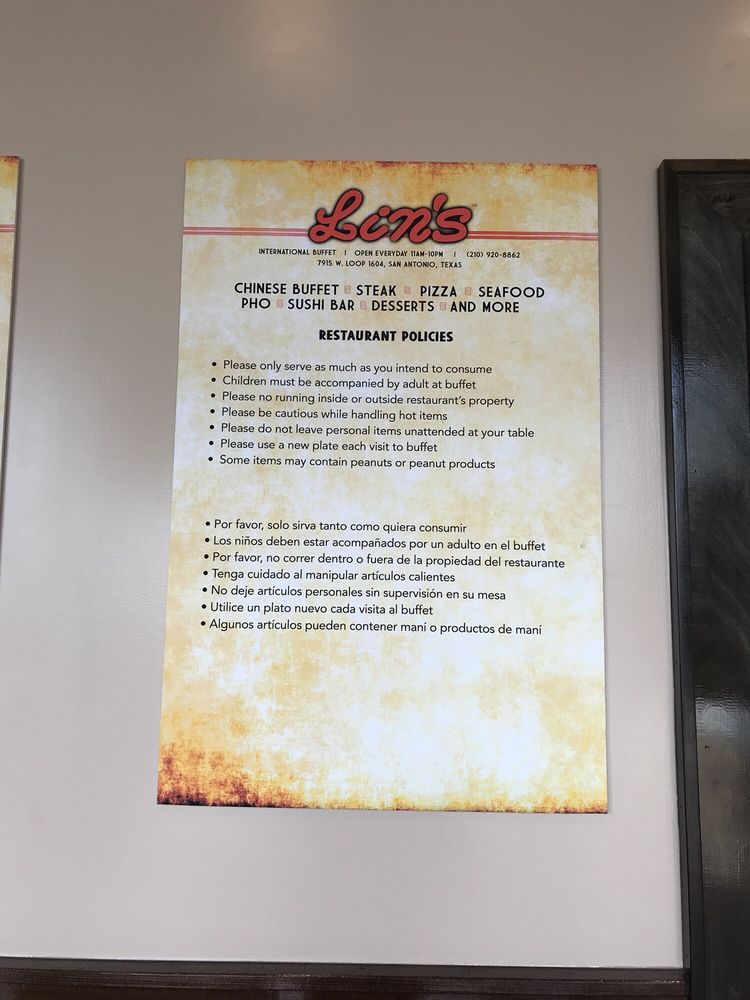 Lin's
INTERNATIONAL BUFFET | OPEN EVERYDAY 11AM-10PM | (210) 920-8862
7915 W. LOOP 1604, SAN ANTONIO, TEXAS
CHINESE BUFFET STEAK PIZZA SEAFOOD
PHO SUSHI BAR DESSERTS AND MORE
RESTAURANT POLICIES
• Please only serve as much as you intend to consume
• Children must be accompanied by adult at buffet
• Please no running inside or outside restaurant's property
• Please be cautious while handling hot items
• Please do not leave personal items unattended at your table
• Please use a new plate each visit to buffet
• Some items may contain peanuts or peanut products
• Por favor, solo sirva tanto como quiera consumir
• Los niños deben estar acompañados por un adulto en el buffet
• Por favor, no correr dentro o fuera de la propiedad del restaurante
• Tenga cuidado al manipular artículos calientes
• No deje artículos personales sin supervisión en su mesa
• Utilice un plato nuevo cada visita al buffet
• Algunos artículos pueden contener maní o productos de maní